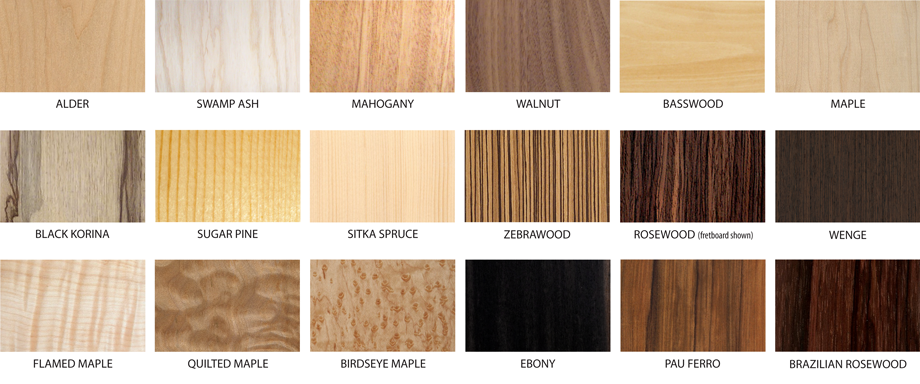 ALDER
SWAMP ASH
MAHOGANY
WALNUT
BASSWOOD
MAPLE
BLACK KORINA
SUGAR PINE
SITKA SPRUCE
ZEBRAWOOD
ROSEWOOD (fretboard shown)
WENGE
FLAMED MAPLE
QUILTED MAPLE
BIRDSEYE MAPLE
EBONY
PAU FERRO
BRAZILIAN ROSEWOOD